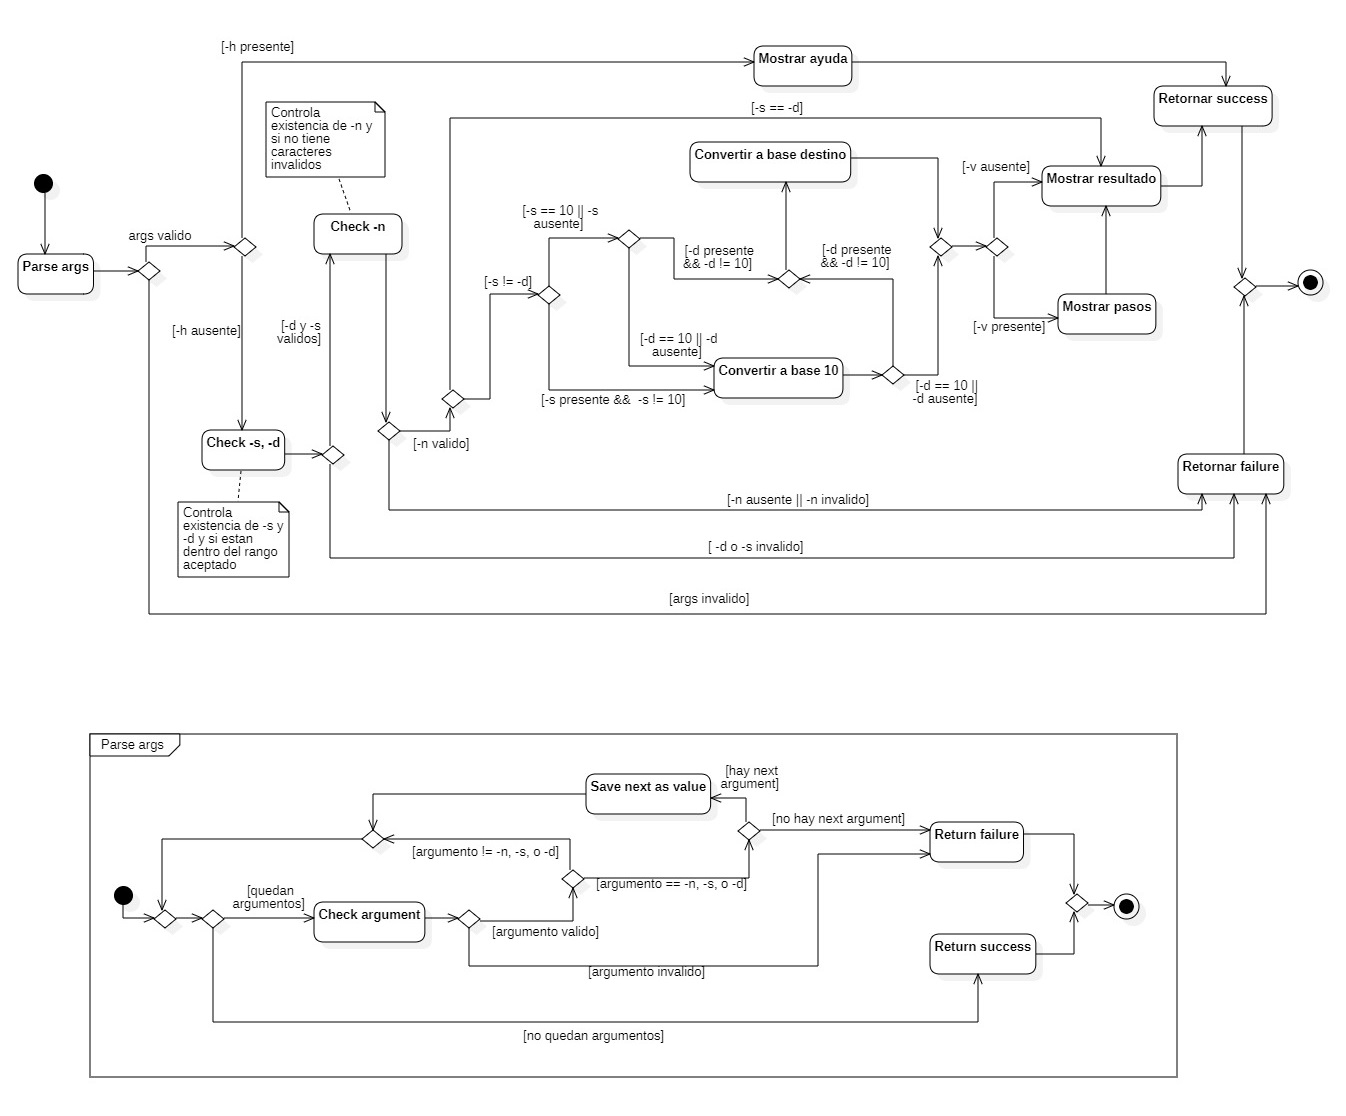 [-h presente]
Mostrar ayuda
Retornar success
Controla
existencia de -n y
si no tiene
caracteres
invalidos
[-s == -d]
Convertir a base destino
[-v ausente]
Mostrar resultado
Check -n
[-s == 10 || -s
ausente]
args valido
Parse args
[-d presente
&& -d != 10]
[-d presente
&& -d != 10]
[-s != -d]
Mostrar pasos
[-v presente]
[-h ausente]
[-d y -s
validos]
[-d == 10 || -d
ausente]
Convertir a base 10
[-d == 10 ||
-d ausente]
[-s presente && -s != 10]
Check -s, -d
[-n valido]
Retornar failure
[-n ausente || -n invalido]
Controla
existencia de -s y
-d y si estan
dentro del rango
aceptado
[ -d o -s invalido]
[args invalido]
Parse args
[hay next
argument]
Save next as value
[no hay next argument]
Return failure
[argumento != -n, -s, o -d]
[argumento == -n, -s, o -d]
[quedan
argumentos]
Check argument
[argumento valido]
Return success
[argumento invalido]
[no quedan argumentos]